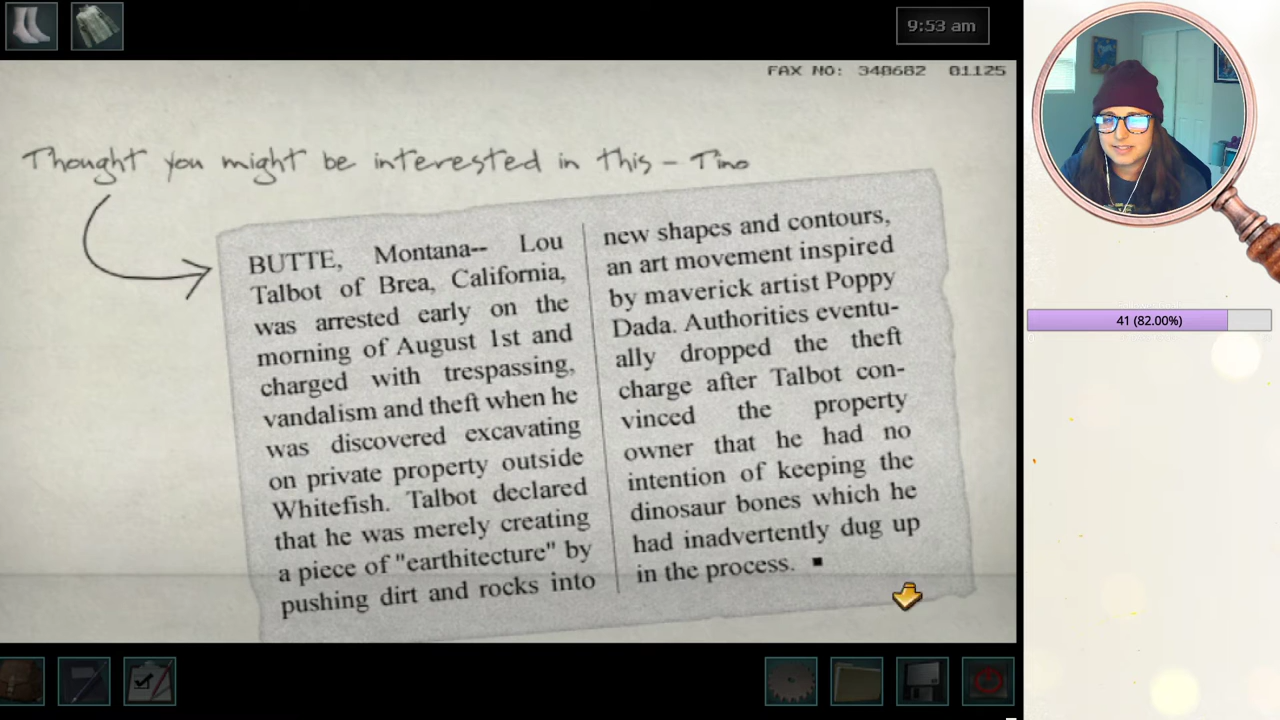 9:53 am
FAX NO: 348682 01125
Thought you might be interested in this - Tino
BUTTE, Montana-- Lou
Talbot of Brea, California,
was arrested early on the
morning of August 1st and
charged with trespassing,
vandalism and theft when he
was discovered excavating
on private property outside
Whitefish. Talbot declared
that he was merely creating
a piece of "earthitecture" by
pushing dirt and rocks into
new shapes and contours,
an art movement inspired
by maverick artist Poppy
Dada. Authorities eventu-
ally dropped the theft
charge after Talbot con-
vinced the property
owner that he had no
intention of keeping the
dinosaur bones which he
had inadvertently dug up
in the process. ■
41 (82.00%)